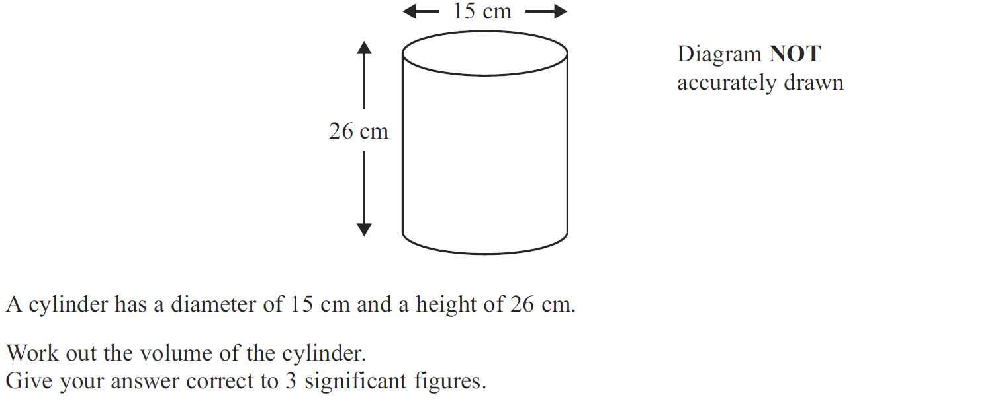 15 cm
Diagram NOT
accurately drawn
26 cm
A cylinder has a diameter of 15 cm and a height of 26 cm.
Work out the volume of the cylinder.
Give your answer correct to 3 significant figures.